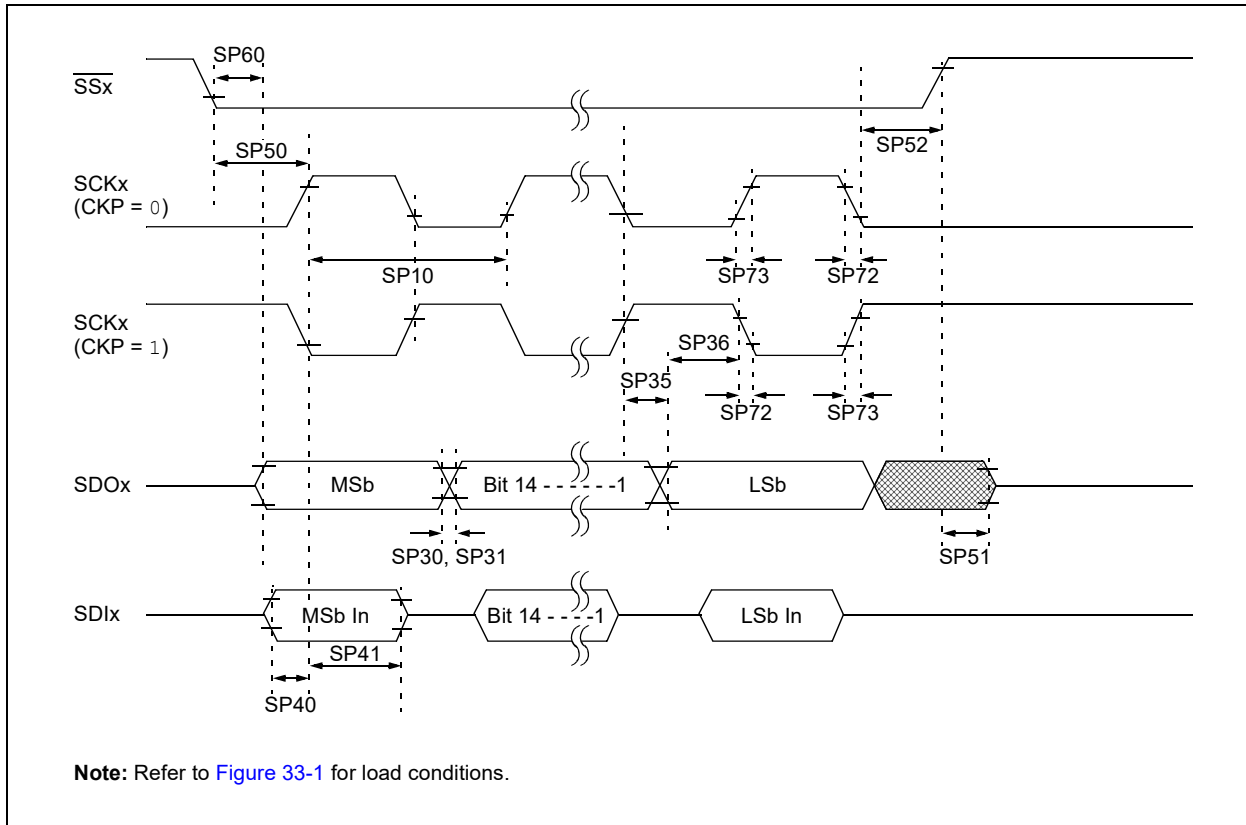 SP60
SSx
SP50
SP52
SCKx
(CKP = 0)
SP10
SP73
SP72
SCKx
(CKP = 1)
SP36
SP35
SP72
SP73
SDOx
MSb
Bit 14 - - - - - -1
LSb
SP30, SP31
SP51
SDIx
MSb In
Bit 14 - - - -1
LSb In
SP41
SP40
Note: Refer to Figure 33-1 for load conditions.